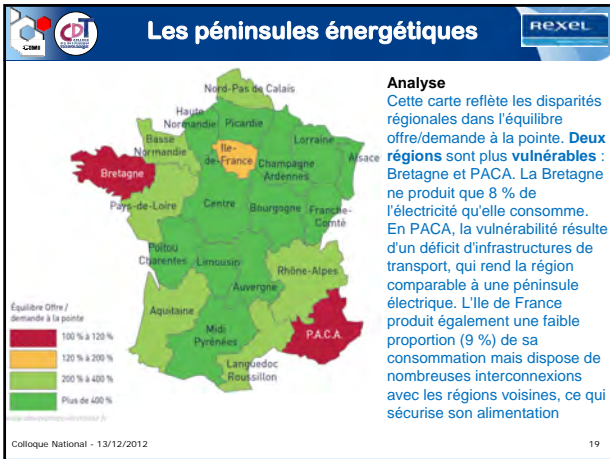 Les péninsules énergétiques
CDT
REXEL
Nord-Pas de Calais
Haute
Normandie
Picardie
Basse
Normandie
Ile-
de-France
Lorraine
Alsace
Champagne
Ardennes
Bretagne
Pays-de-Loire
Centre
Bourgogne
Franche-
Comté
Poitou
Charentes
Limousin
Auvergne
Rhône-Alpes
Aquitaine
Midi
Pyrénées
Languedoc
Roussillon
P.A.C.A.
Équilibre Offre /
demande à la pointe
100 % à 120 %
120 % à 200 %
200 % à 400 %
Plus de 400 %
Analyse
Cette carte reflète les disparités
régionales dans l'équilibre
offre/demande à la pointe. Deux
régions sont plus vulnérables :
Bretagne et PACA. La Bretagne
ne produit que 8 % de
l'électricité qu'elle consomme.
En PACA, la vulnérabilité résulte
d'un déficit d'infrastructures de
transport, qui rend la région
comparable à une péninsule
électrique. L'Ile de France
produit également une faible
proportion (9 %) de sa
consommation mais dispose de
nombreuses interconnexions
avec les régions voisines, ce qui
sécurise son alimentation
Colloque National - 13/12/2012
19